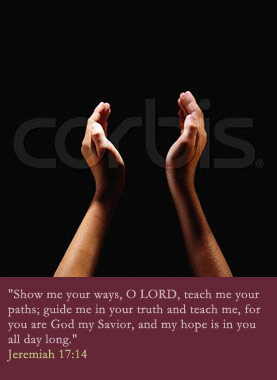 corbis®
"Show me your ways, O LORD, teach me your
paths; guide me in your truth and teach me, for
you are God my Savior, and my hope is in you
all day long."
Jeremiah 17:14